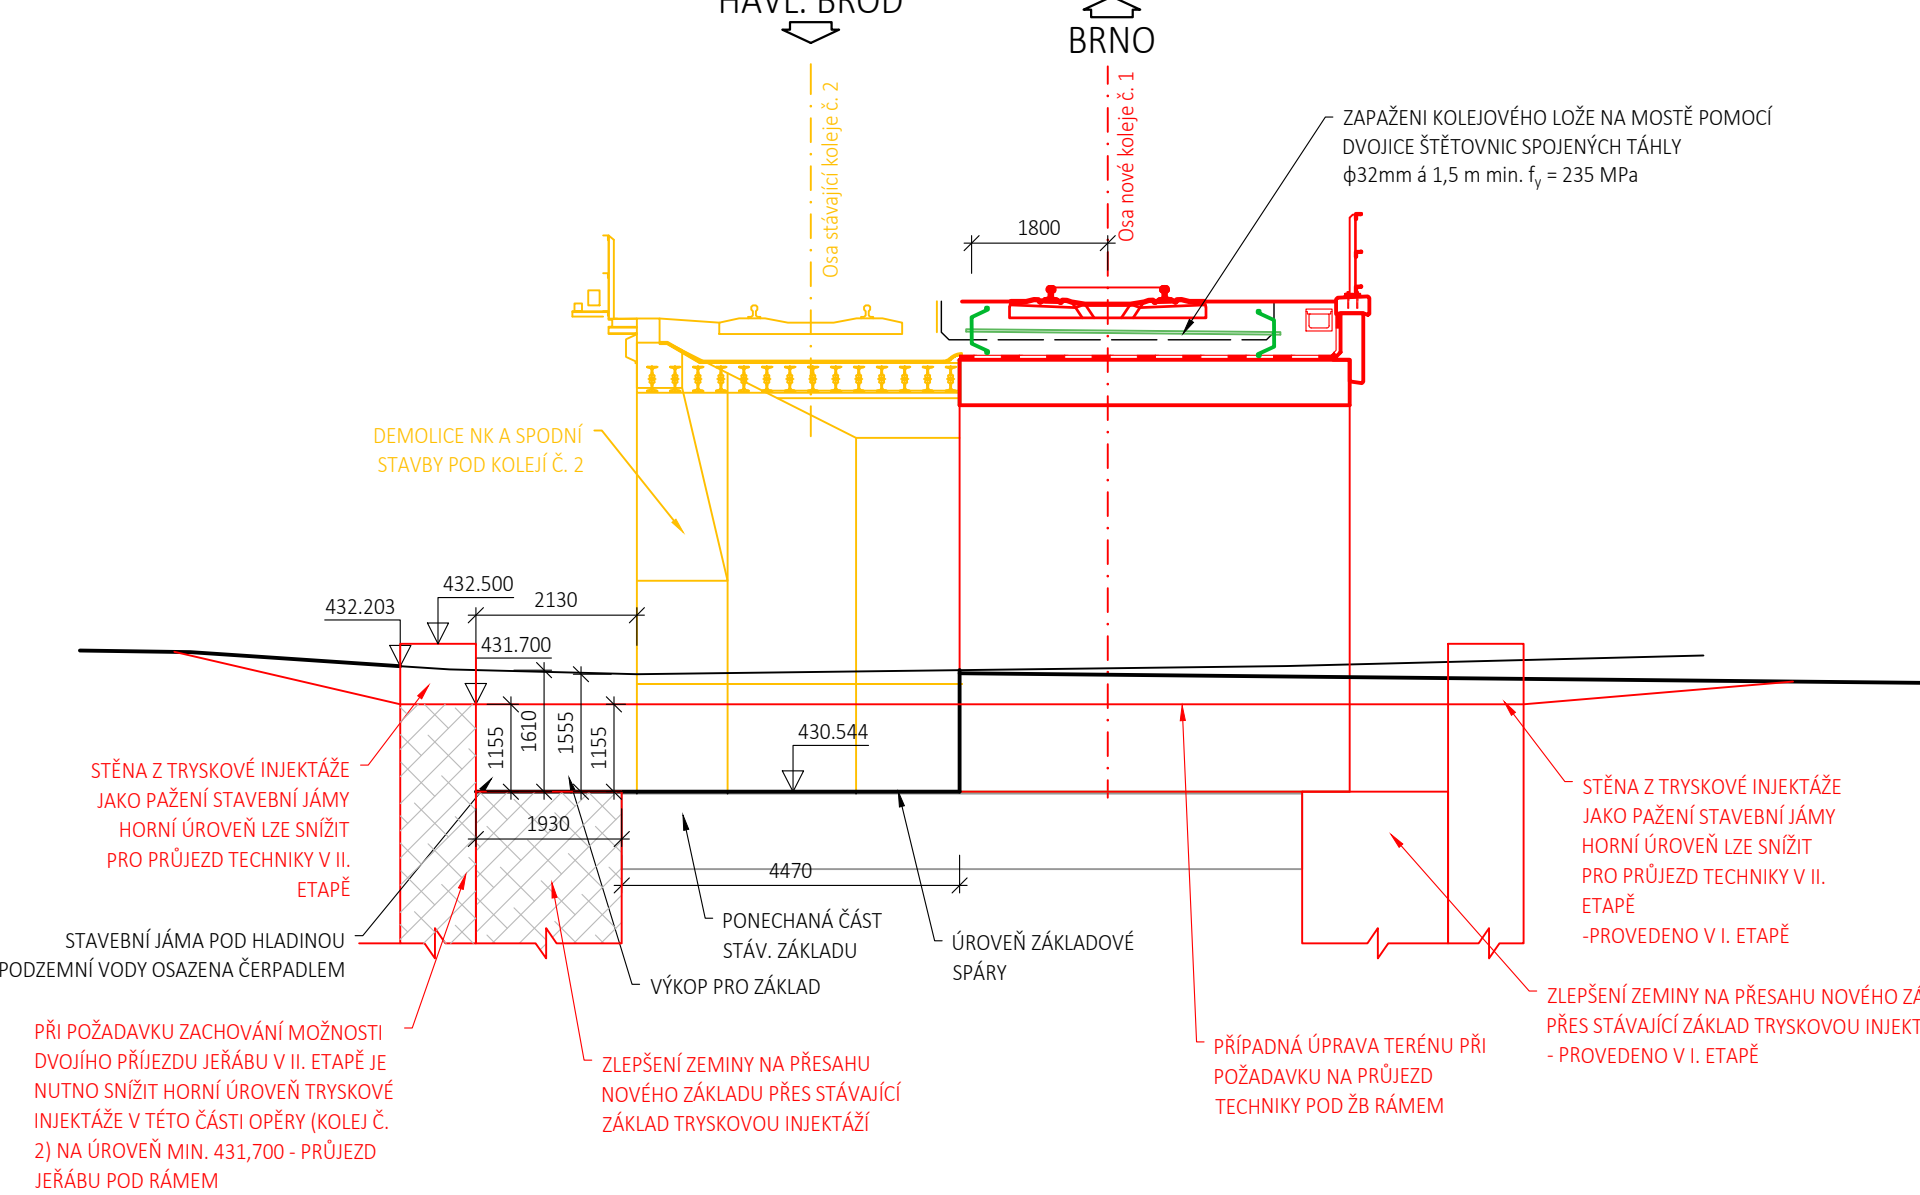 HAVL. BROD
BRNO
Osa stávající koleje č. 2
Osa nové koleje č. 1
ZAPAŽENI KOLEJOVÉHO LOŽE NA MOSTĚ POMOCÍ
DVOJICE ŠTĚTOVNIC SPOJENÝCH TÁHLY
ϕ32mm á 1,5 m min. fy = 235 MPa
1800
DEMOLICE NK A SPODNÍ
STAVBY POD KOLEJÍ Č. 2
432.500
432.203
2130
431.700
1155
1610
1555
1155
430.544
1930
4470
STĚNA Z TRYSKOVÉ INJEKTÁŽE
JAKO PAŽENÍ STAVEBNÍ JÁMY
HORNÍ ÚROVEŇ LZE SNÍŽIT
PRO PRŮJEZD TECHNIKY V II.
ETAPĚ
STAVEBNÍ JÁMA POD HLADINOU
PODZEMNÍ VODY OSAZENA ČERPADLEM
PŘI POŽADAVKU ZACHOVÁNÍ MOŽNOSTI
DVOJÍHO PŘÍJEZDU JEŘÁBU V II. ETAPĚ JE
NUTNO SNÍŽIT HORNÍ ÚROVEŇ TRYSKOVÉ
INJEKTÁŽE V TÉTO ČÁSTI OPĚRY (KOLEJ Č.
2) NA ÚROVEŇ MIN. 431,700 - PRŮJEZD
JEŘÁBU POD RÁMEM
PONECHANÁ ČÁST
STÁV. ZÁKLADU
VÝKOP PRO ZÁKLAD
ÚROVEŇ ZÁKLADOVÉ
SPÁRY
ZLEPŠENÍ ZEMINY NA PŘESAHU
NOVÉHO ZÁKLADU PŘES STÁVAJÍCÍ
ZÁKLAD TRYSKOVOU INJEKTÁŽÍ
PŘÍPADNÁ ÚPRAVA TERÉNU PŘI
POŽADAVKU NA PRŮJEZD
TECHNIKY POD ŽB RÁMEM
STĚNA Z TRYSKOVÉ INJEKTÁŽE
JAKO PAŽENÍ STAVEBNÍ JÁMY
HORNÍ ÚROVEŇ LZE SNÍŽIT
PRO PRŮJEZD TECHNIKY V II.
ETAPĚ
-PROVEDENO V I. ETAPĚ
ZLEPŠENÍ ZEMINY NA PŘESAHU NOVÉHO
PŘES STÁVAJÍCÍ ZÁKLAD TRYSKOVOU
- PROVEDENO V I. ETAPĚ